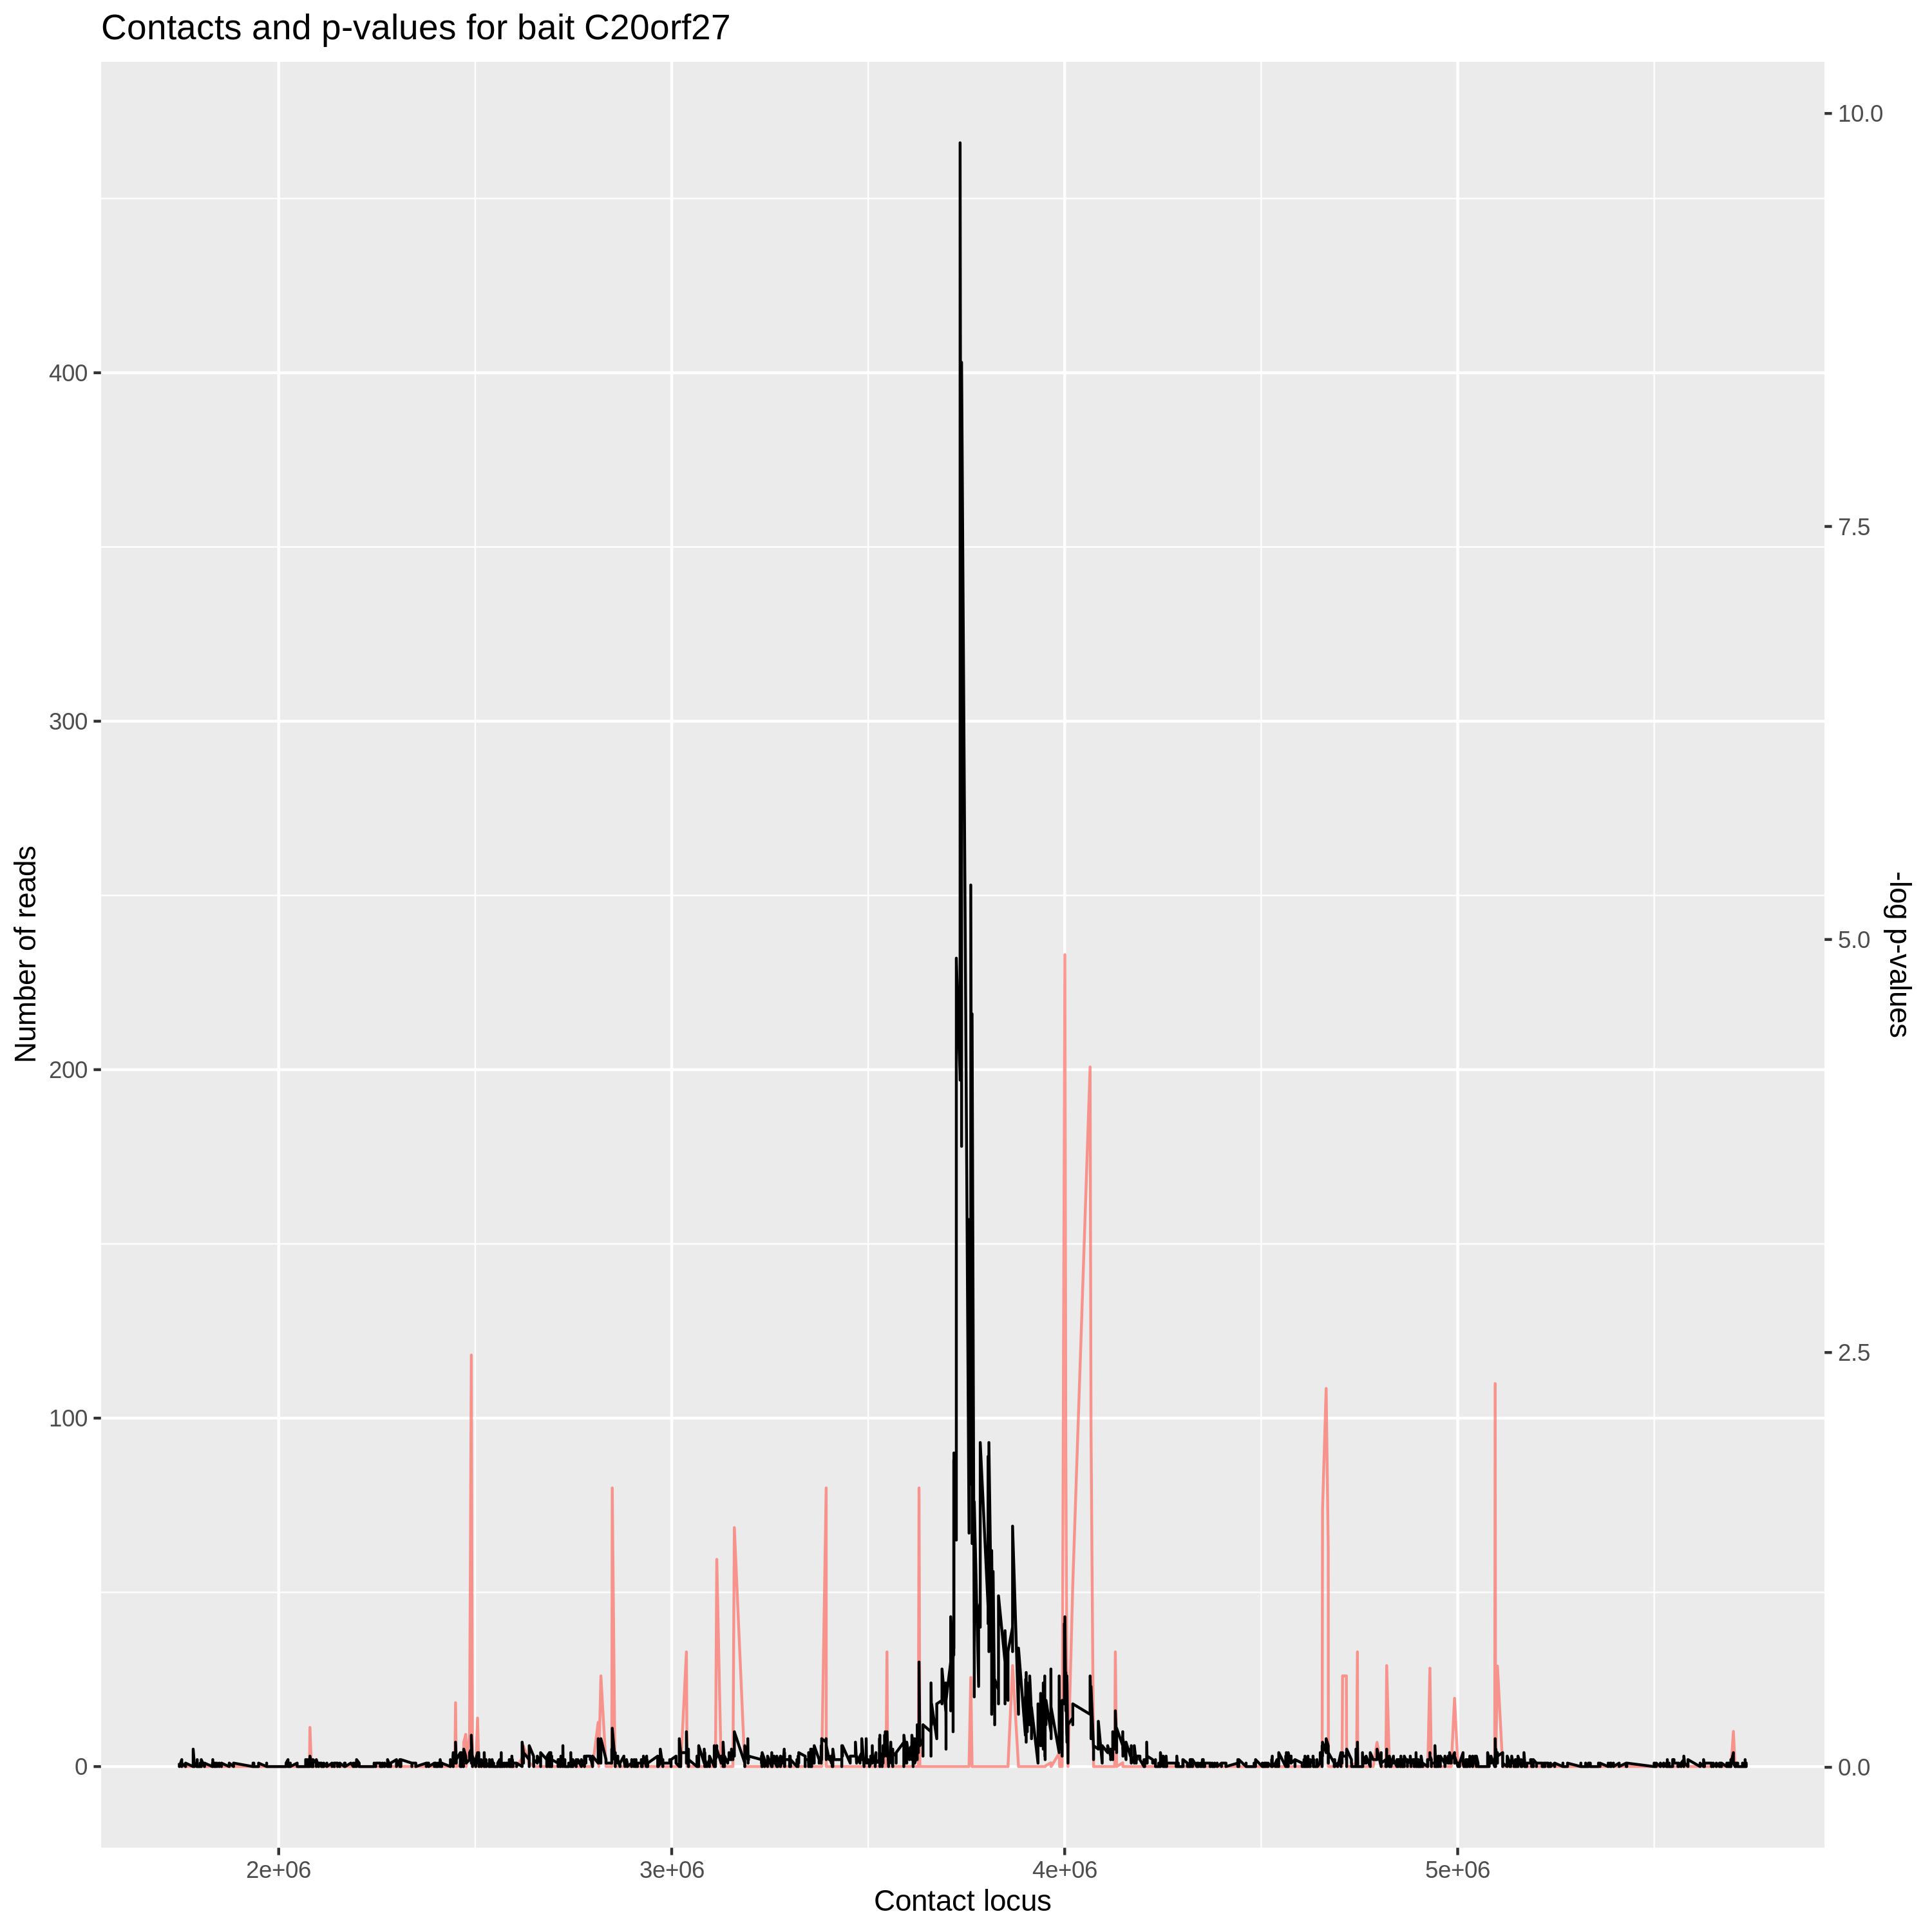 Contacts and p-values for bait C20orf27
Number of reads
400
300
200
100
0
10.0
7.5
5.0
2.5
0.0
-log p-values
2e+06
3e+06
4e+06
5e+06
Contact locus